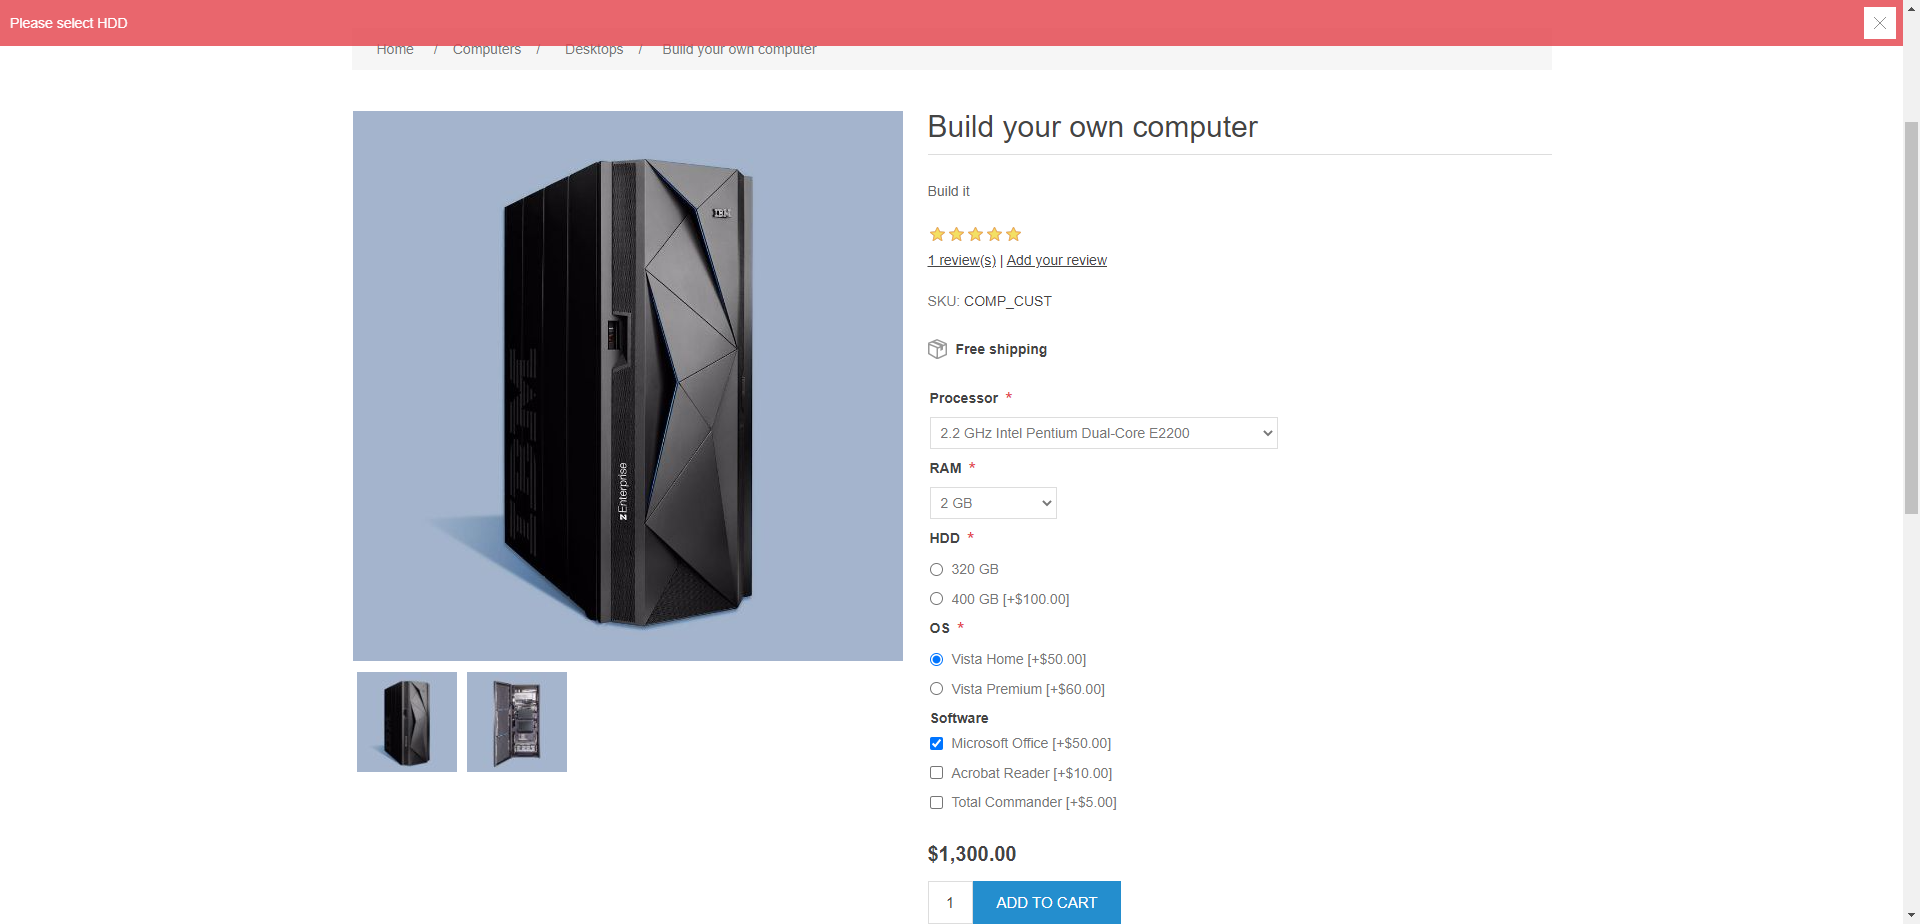 Please select HDD
Home / Computers / Desktops / Build your own computer
IBM
IBM
zEnterprise
Build your own computer
Build it
1 review(s) | Add your review
SKU: COMP_CUST
Free shipping
Processor *
2.2 GHz Intel Pentium Dual-Core E2200
RAM *
2 GB
HDD *
320 GB
400 GB [+$100.00]
OS *
Vista Home [+$50.00]
Vista Premium [+$60.00]
Software
Microsoft Office [+$50.00]
Acrobat Reader [+$10.00]
Total Commander [+$5.00]
$1,300.00
1 ADD TO CART